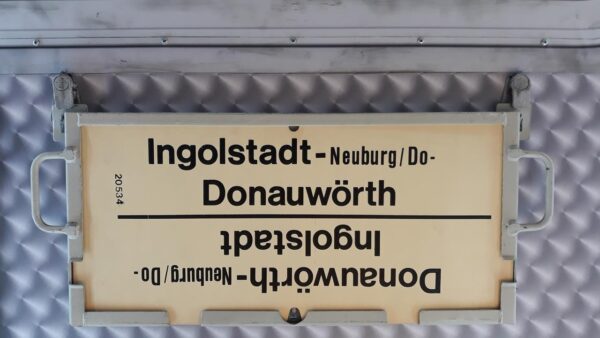 Ingolstadt-Neuburg/Do-
Donauwörth
20534
Donauwörth-Neuburg/Do-
Ingolstadt